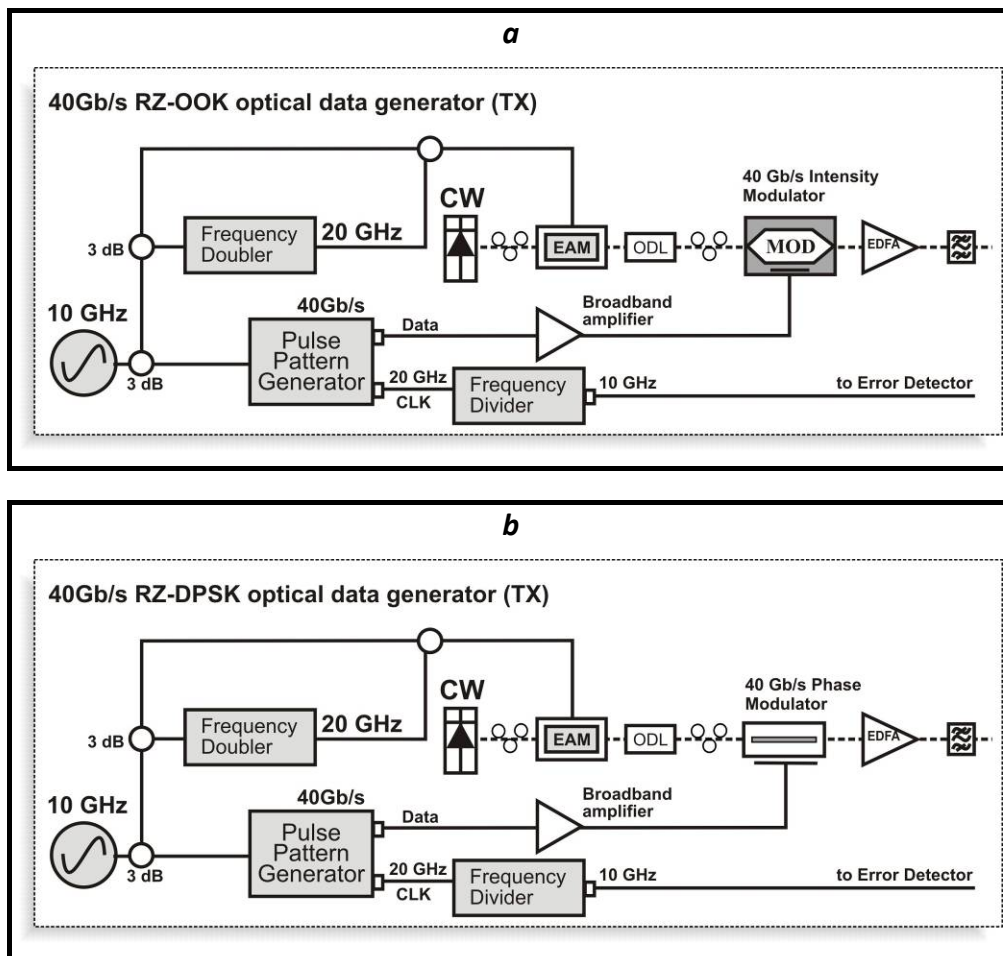 a
40Gb/s RZ-OOK optical data generator (TX)
40 Gb/s Intensity
Modulator
CW
3 dB
Frequency
Doubler
20 GHz
EAM
ODL
MOD
EDFA
10 GHz
3 dB
40Gb/s
Pulse
Pattern
Generator
Data
Broadband
amplifier
20 GHz
CLK
Frequency
Divider
10 GHz
to Error Detector
b
40Gb/s RZ-DPSK optical data generator (TX)
40 Gb/s Phase
Modulator
CW
3 dB
Frequency
Doubler
20 GHz
EAM
ODL
EDFA
10 GHz
3 dB
40Gb/s
Pulse
Pattern
Generator
Data
Broadband
amplifier
20 GHz
CLK
Frequency
Divider
10 GHz
to Error Detector